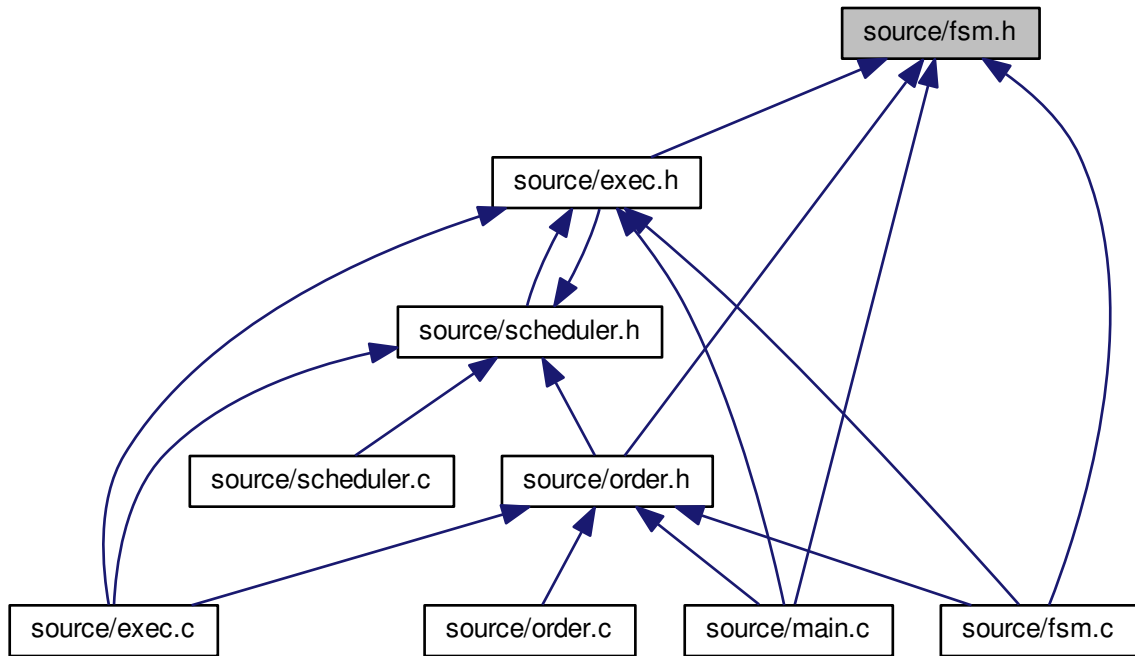 source/fsm.h
source/exec.h
source/scheduler.h
source/scheduler.c
source/order.h
source/exec.c
source/order.c
source/main.c
source/fsm.c